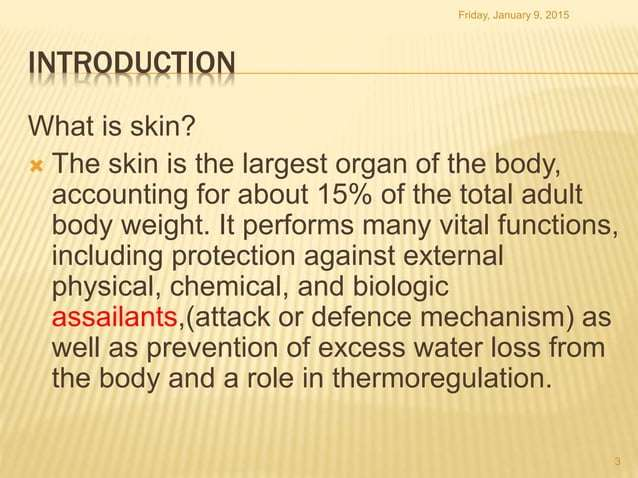 Friday, January 9, 2015
INTRODUCTION
What is skin?
The skin is the largest organ of the body,
accounting for about 15% of the total adult
body weight. It performs many vital functions,
including protection against external
physical, chemical, and biologic
assailants,(attack or defence mechanism) as
well as prevention of excess water loss from
the body and a role in thermoregulation.
3